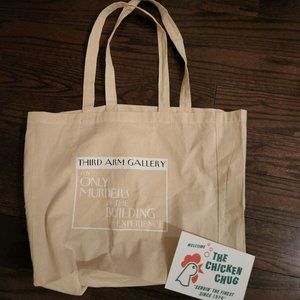 THIRD ARM GALLERY
AN
ONLY
MURDERS
IN THE
BUILDING
EXPERIENCE
WELCOME
THE
CHICKEN
CHUG
"SERVIN' THE FINEST
SINCE 1974"